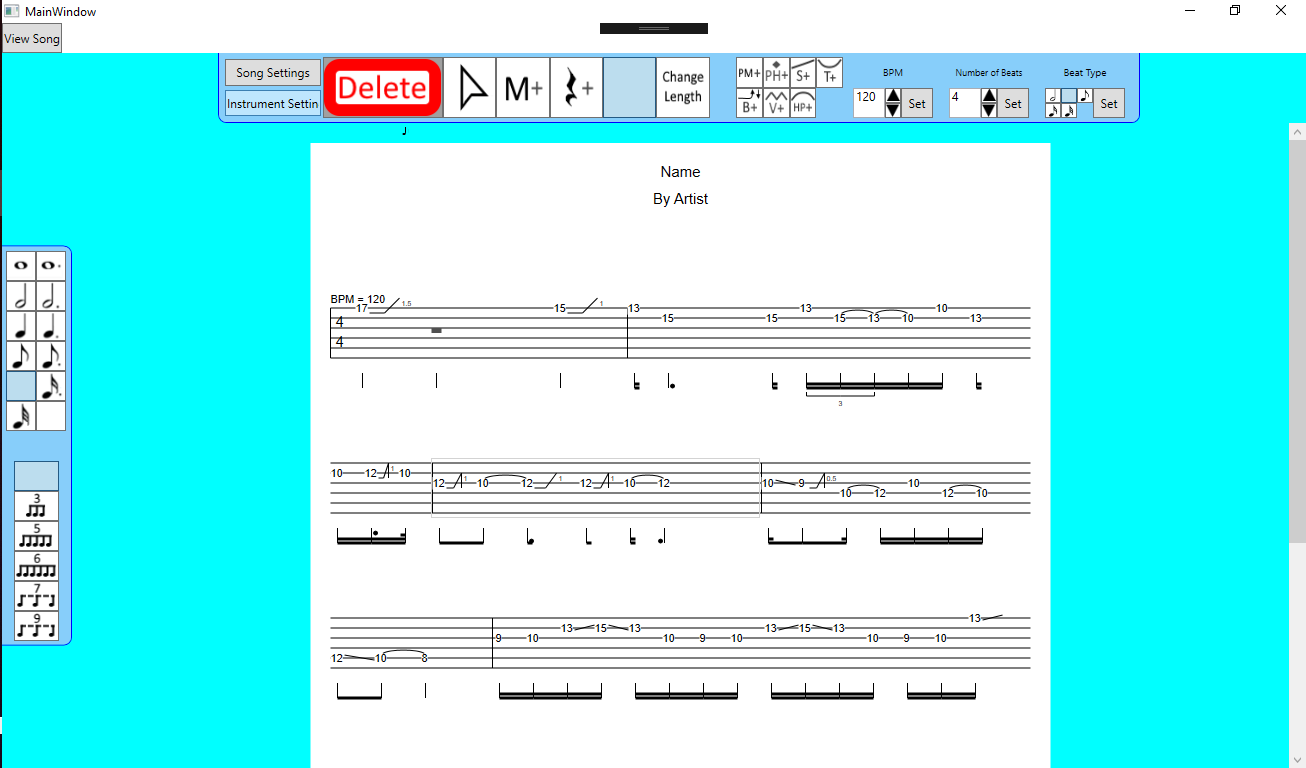 MainWindow
View Song
Song Settings
Instrument Settin
Delete
M+
+
Change
Length
PM+ PH+ S+ T+
B+ V+ HP+
BPM
120
Set
Number of Beats
4
Set
Beat Type
Set
Name
By Artist
BPM = 120
17 1.5 15 1 13 10
4 15 15 13 15 13 10 13
4
3
10 12 1 10
12 1 10 12 1 12 1 10 12 10 9 0.5 10
10 12 12 10
13
13 15 13 13 15 13
9 10 10 9 10 10 9 10
12 10 8
3
5
6
7
9